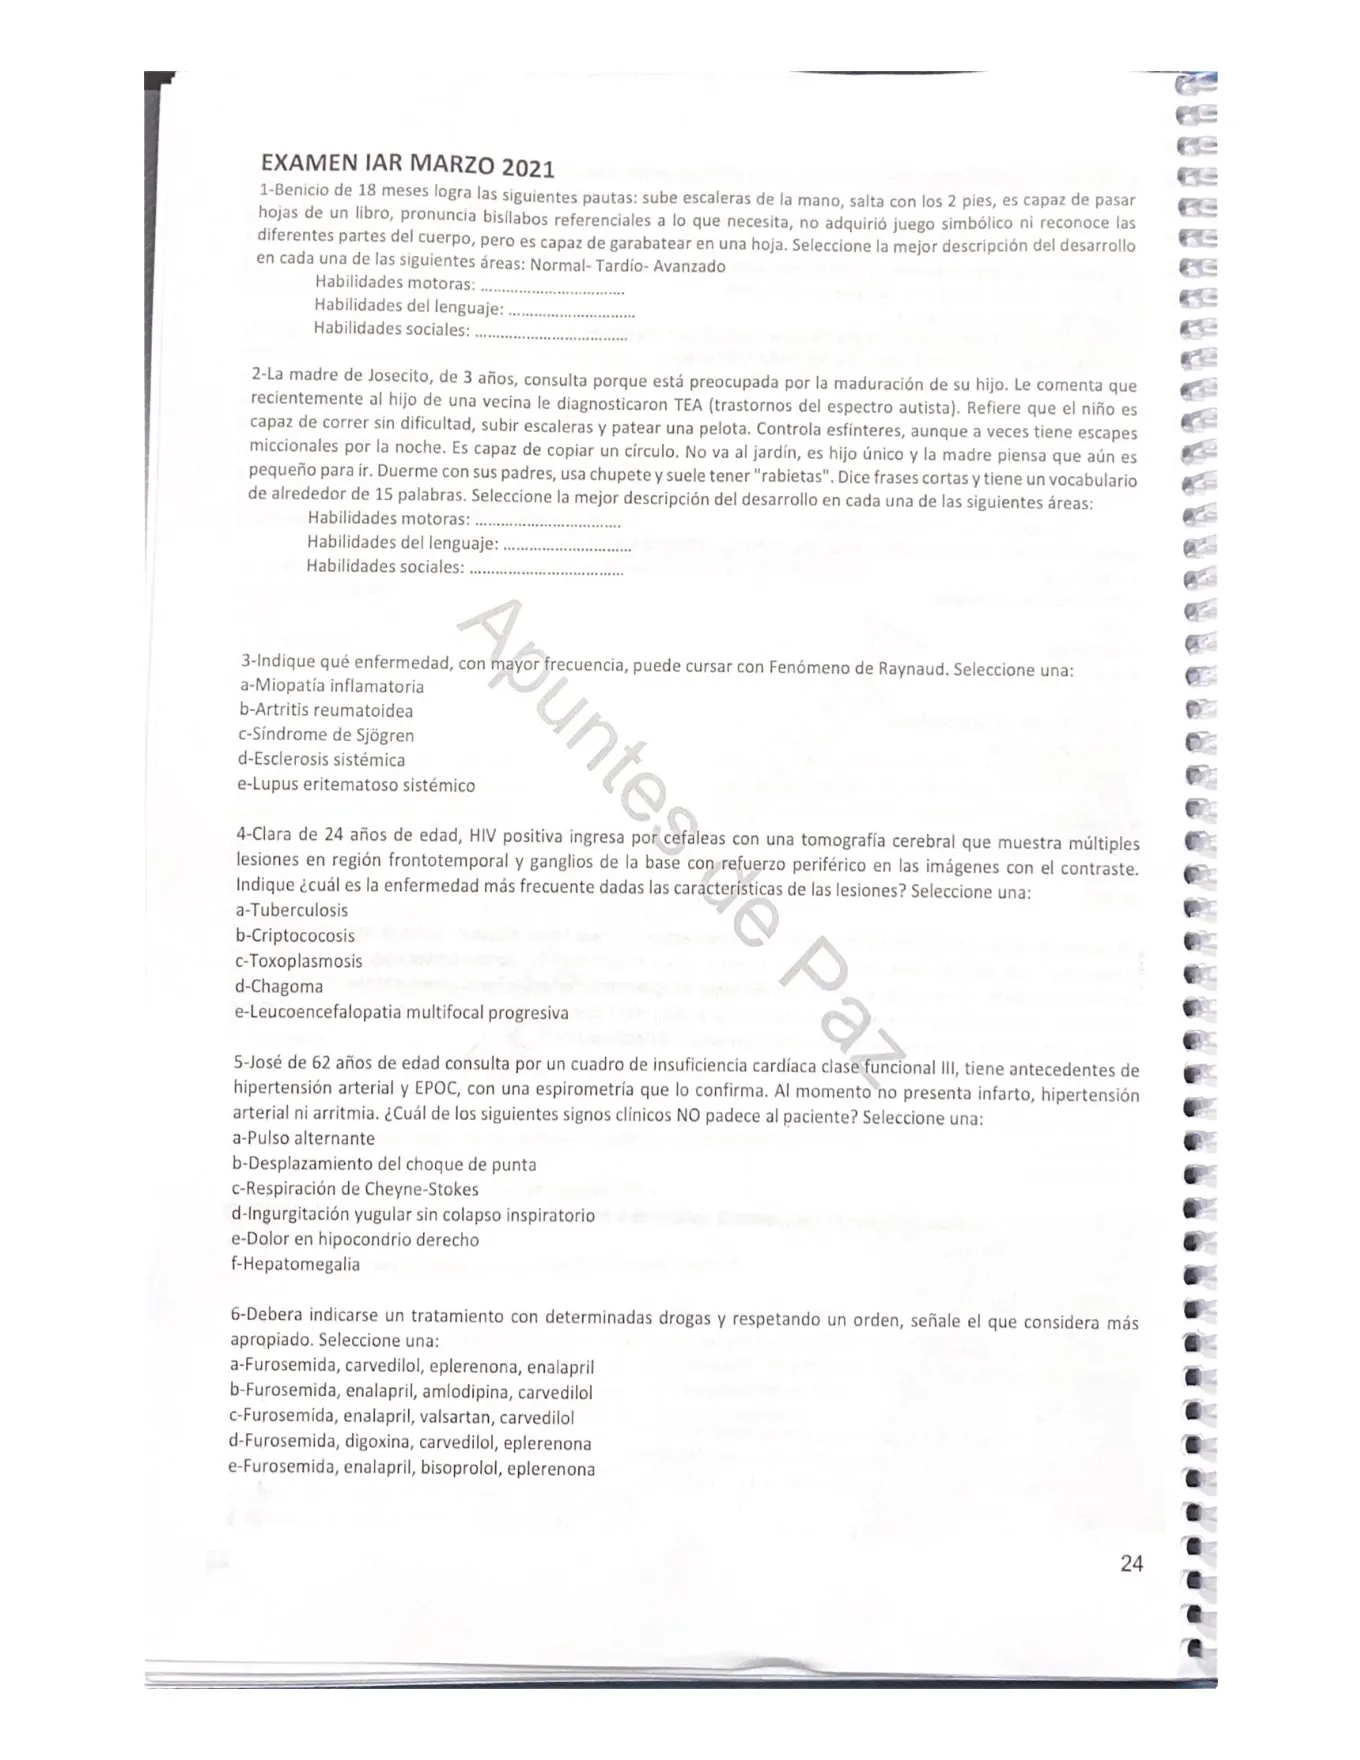 EXAMEN IAR MARZO 2021
1-Benicio de 18 meses logra las siguientes pautas: sube escaleras de la mano, salta con los 2 pies, es capaz de pasar
hojas de un libro, pronuncia bisílabos referenciales a lo que necesita, no adquirió juego simbólico ni reconoce las
diferentes partes del cuerpo, pero es capaz de garabatear en una hoja. Seleccione la mejor descripción del desarrollo
en cada una de las siguientes áreas: Normal- Tardío- Avanzado
Habilidades motoras: .................................
Habilidades del lenguaje: .............................
Habilidades sociales: ...................................
2-La madre de Josecito, de 3 años, consulta porque está preocupada por la maduración de su hijo. Le comenta que
recientemente al hijo de una vecina le diagnosticaron TEA (trastornos del espectro autista). Refiere que el niño es
capaz de correr sin dificultad, subir escaleras y patear una pelota. Controla esfínteres, aunque a veces tiene escapes
miccionales por la noche. Es capaz de copiar un círculo. No va al jardín, es hijo único y la madre piensa que aún es
pequeño para ir. Duerme con sus padres, usa chupete y suele tener "rabietas". Dice frases cortas y tiene un vocabulario
de alrededor de 15 palabras. Seleccione la mejor descripción del desarrollo en cada una de las siguientes áreas:
Habilidades motoras: .................................
Habilidades del lenguaje: .............................
Habilidades sociales: ...................................
3-Indique qué enfermedad, con mayor frecuencia, puede cursar con Fenómeno de Raynaud. Seleccione una:
a-Miopatía inflamatoria
b-Artritis reumatoidea
c-Síndrome de Sjögren
d-Esclerosis sistémica
e-Lupus eritematoso sistémico
4-Clara de 24 años de edad, HIV positiva ingresa por cefaleas con una tomografía cerebral que muestra múltiples
lesiones en región frontotemporal y ganglios de la base con refuerzo periférico en las imágenes con el contraste.
Indique ¿cuál es la enfermedad más frecuente dadas las características de las lesiones? Seleccione una:
a-Tuberculosis
b-Criptococosis
c-Toxoplasmosis
d-Chagoma
e-Leucoencefalopatia multifocal progresiva
5-José de 62 años de edad consulta por un cuadro de insuficiencia cardíaca clase funcional III, tiene antecedentes de
hipertensión arterial y EPOC, con una espirometría que lo confirma. Al momento no presenta infarto, hipertensión
arterial ni arritmia. ¿Cuál de los siguientes signos clínicos NO padece al paciente? Seleccione una:
a-Pulso alternante
b-Desplazamiento del choque de punta
c-Respiración de Cheyne-Stokes
d-Ingurgitación yugular sin colapso inspiratorio
e-Dolor en hipocondrio derecho
f-Hepatomegalia
6-Debera indicarse un tratamiento con determinadas drogas y respetando un orden, señale el que considera más
apropiado. Seleccione una:
a-Furosemida, carvedilol, eplerenona, enalapril
b-Furosemida, enalapril, amlodipina, carvedilol
c-Furosemida, enalapril, valsartan, carvedilol
d-Furosemida, digoxina, carvedilol, eplerenona
e-Furosemida, enalapril, bisoprolol, eplerenona
24
Apuntes de Paz